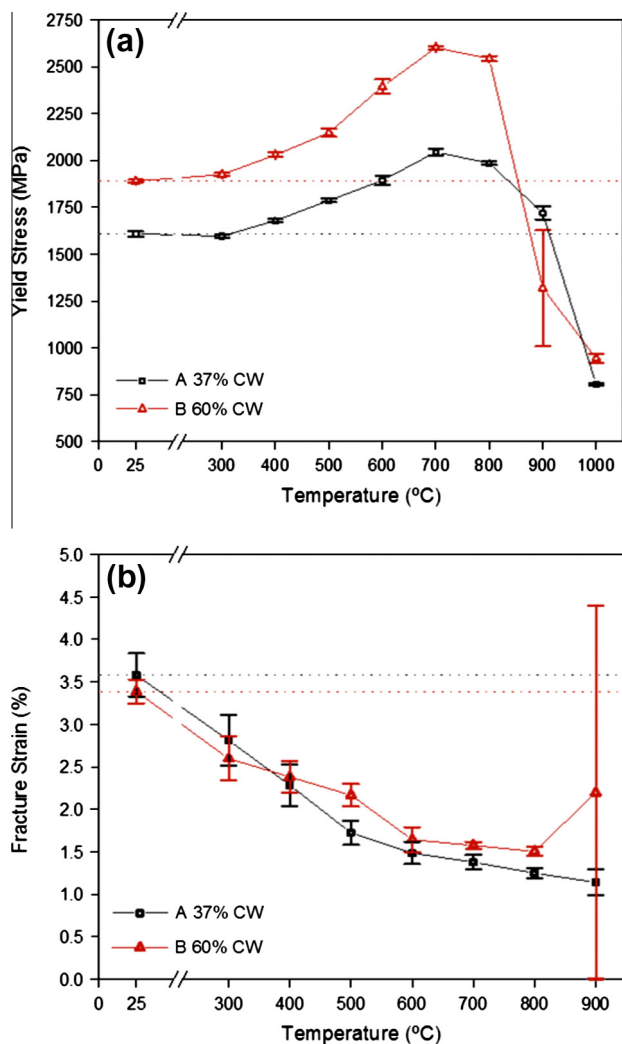 (a)
Yield Stress (MPa)
2750
2500
2250
2000
1750
1500
1250
1000
750
500
A 37% CW
B 60% CW
0 25 300 400 500 600 700 800 900 1000
Temperature (ºC)
(b)
Fracture Strain (%)
5.0
4.5
4.0
3.5
3.0
2.5
2.0
1.5
1.0
0.5
0.0
A 37% CW
B 60% CW
0 25 300 400 500 600 700 800 900
Temperature (ºC)